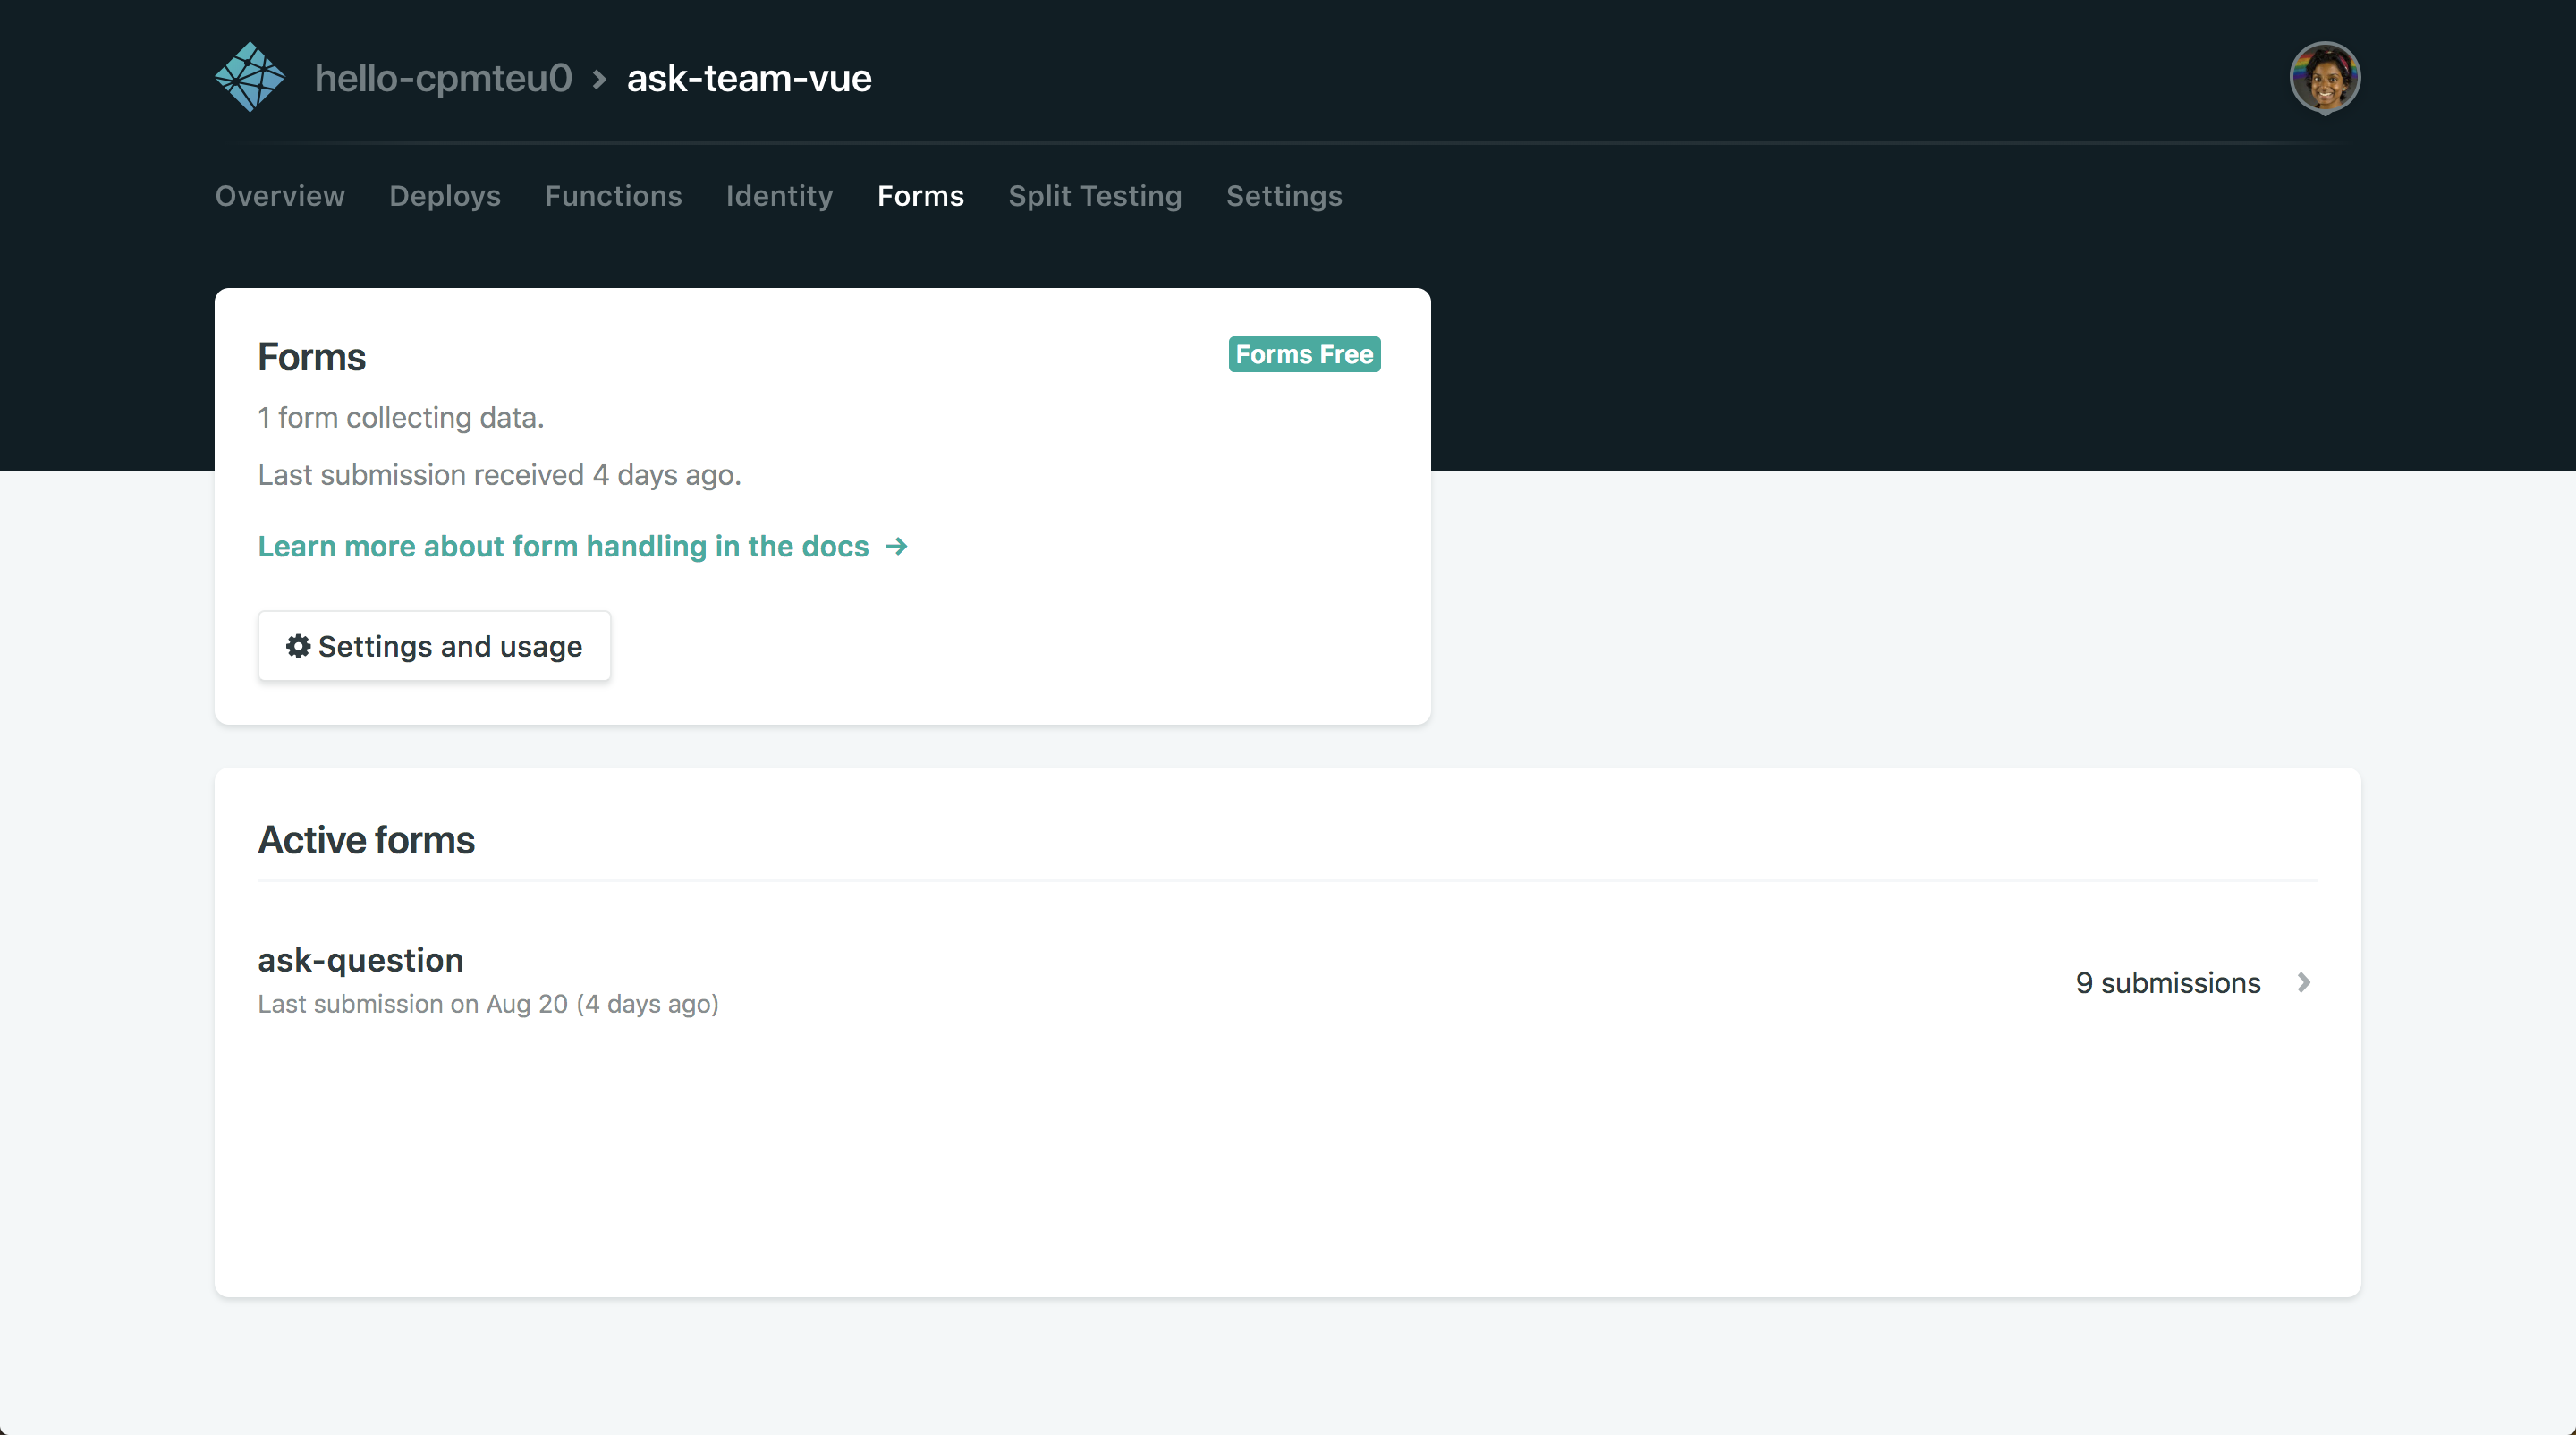 hello-cpmteu0 > ask-team-vue
Overview Deploys Functions Identity Forms Split Testing Settings
Forms
Forms Free
1 form collecting data.
Last submission received 4 days ago.
Learn more about form handling in the docs →
Settings and usage
Active forms
ask-question
Last submission on Aug 20 (4 days ago)
9 submissions